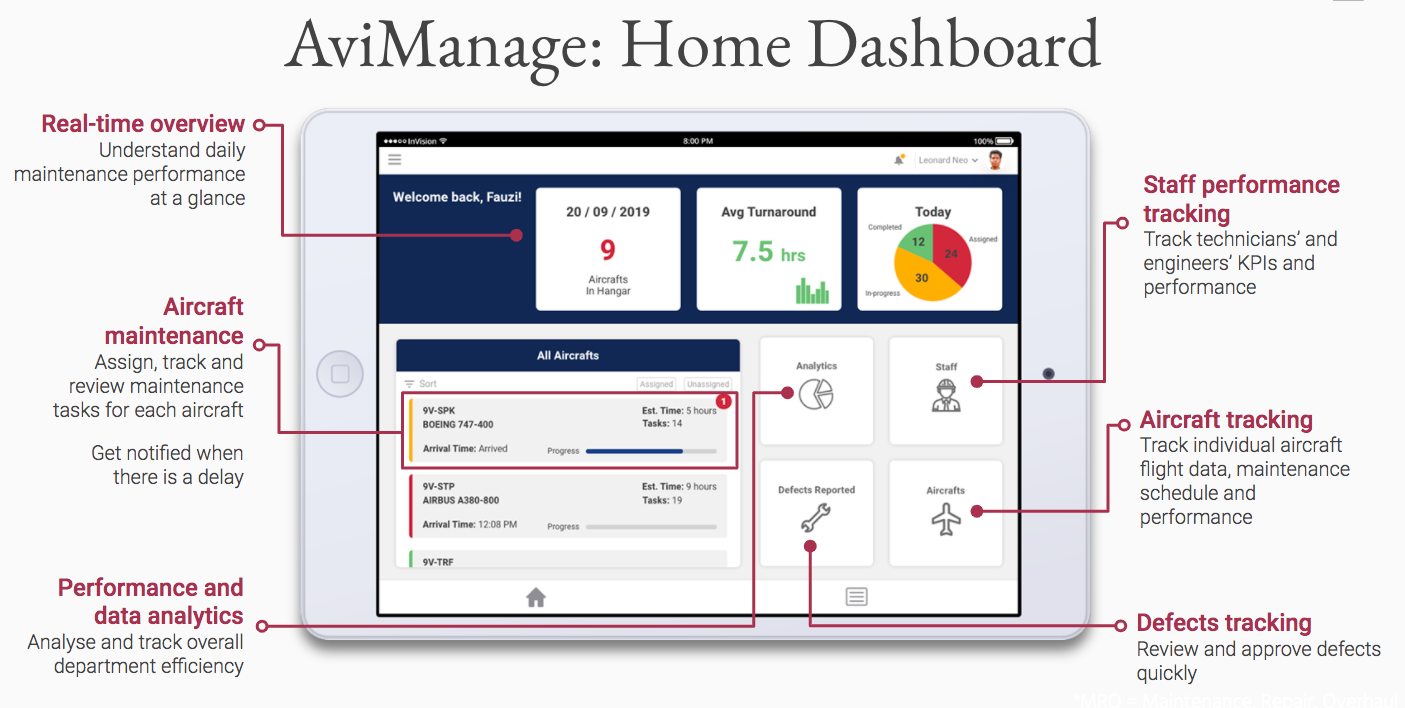 AviManage: Home Dashboard
Real-time overview
Understand daily
maintenance performance
at a glance
Aircraft
maintenance
Assign, track and
review maintenance
tasks for each aircraft
Get notified when
there is a delay
Performance and
data analytics
Analyse and track overall
department efficiency
InVision
8:00 PM
100%
Leonard Neo
Welcome back, Fauzi!
20 / 09 / 2019
9
Aircrafts
In Hangar
Avg Turnaround
7.5 hrs
Today
Completed
Assigned
In-progress
12
24
30
All Aircrafts
Sort
Assigned
Unassigned
1
9V-SPK
Est. Time: 5 hours
BOEING 747-400
Tasks: 14
Arrival Time: Arrived
Progress
9V-STP
Est. Time: 9 hours
AIRBUS A380-800
Tasks: 19
Arrival Time: 12:08 PM
Progress
9V-TRF
Analytics
Staff
Defects Reported
Aircrafts
Staff performance
tracking
Track technicians’ and
engineers’ KPIs and
performance
Aircraft tracking
Track individual aircraft
flight data, maintenance
schedule and
performance
Defects tracking
Review and approve defects
quickly
*MRO = Maintenance, Repair, Overhaul